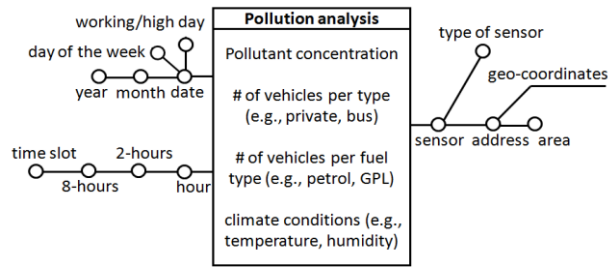 working/high day
day of the week
year month date
time slot
2-hours
8-hours
hour
Pollution analysis
Pollutant concentration
# of vehicles per type
(e.g., private, bus)
# of vehicles per fuel
type (e.g., petrol, GPL)
climate conditions (e.g.,
temperature, humidity)
type of sensor
geo-coordinates
sensor address area